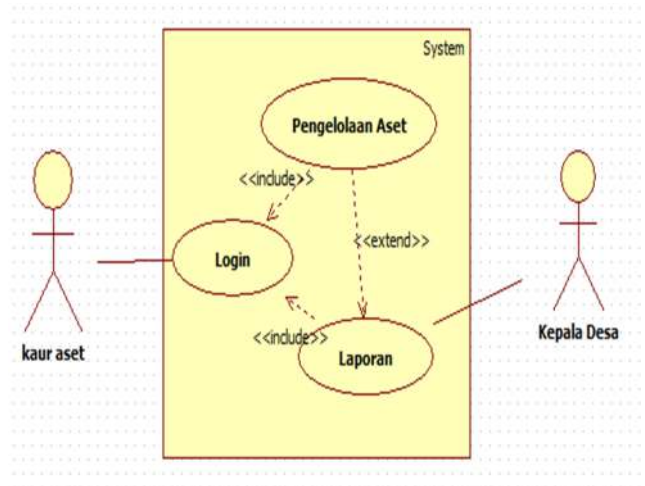 System
Pengelolaan Aset
<<include>>
Login
<<extend>>
<<include>>
Laporan
kaur aset
Kepala Desa